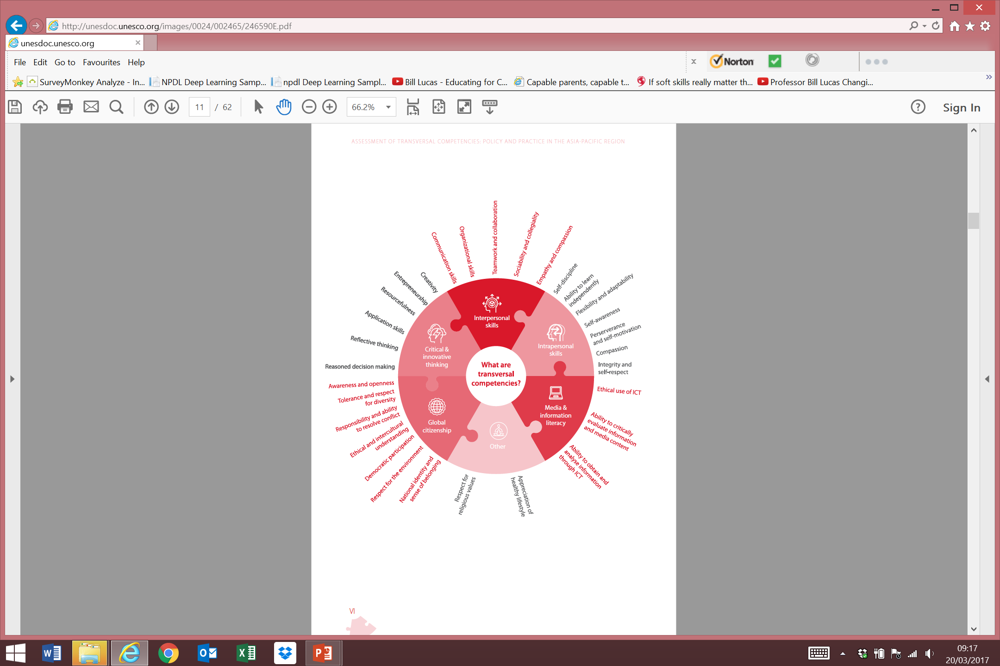 http://unesdoc.unesco.org/images/0024/002465/246590E.pdf
unesdoc.unesco.org
File Edit Go to Favourites Help
Norton
SurveyMonkey Analyze - In... NPDL Deep Learning Samp... npdl Deep Learning Sampl... Bill Lucas - Educating for C... Capable parents, capable t... If soft skills really matter th... Professor Bill Lucas Changi...
11 / 62 66.2% Sign In
ASSESSMENT OF TRANSVERSAL COMPETENCIES: POLICY AND PRACTICE IN THE ASIA-PACIFIC REGION
Communication skills
Organizational skills
Teamwork and collaboration
Sociability and collegiality
Empathy and compassion
Self-discipline
Ability to learn
independently
Flexibility and adaptability
Self-awareness
Perserverance
and self-motivation
Compassion
Integrity and
self-respect
Ethical use of ICT
Ability to critically
evaluate information
and media content
Ability to obtain and
analyse information
through ICT
Appreciation of
healthy lifestyle
Respect for
religious values
National identity and
sense of belonging
Respect for the environment
Democratic participation
Ethical and intercultural
understanding
Responsibility and ability
to resolve conflict
Tolerance and respect
for diversity
Awareness and openness
Reasoned decision making
Reflective thinking
Application skills
Resourcefulness
Entrepreneurship
Creativity
Interpersonal
skills
Intrapersonal
skills
Media &
information
literacy
Other
Global
citizenship
Critical &
innovative
thinking
What are
transversal
competencies?
VI
09:17
20/03/2017